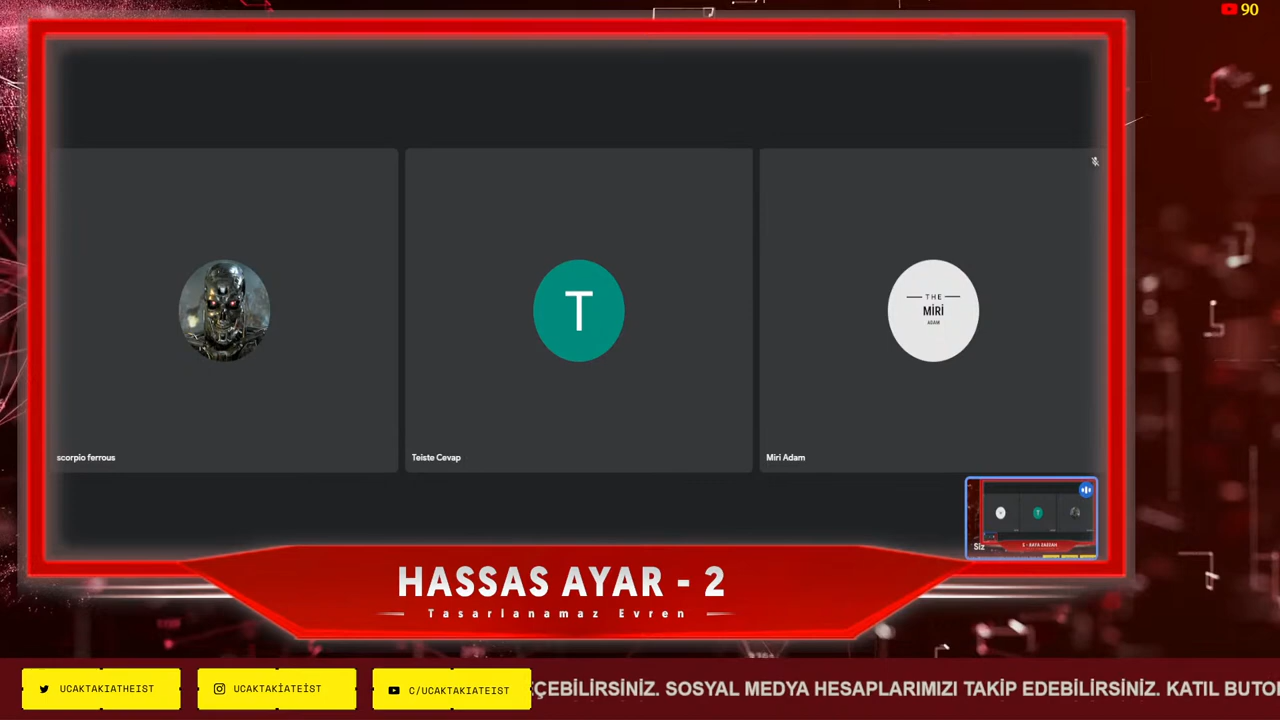 90
T
THE
MİRİ
ADAM
scorpio ferrous
Teiste Cevap
Miri Adam
T
Siz
HASSAS AYAR - 2
Tasarlanamaz Evren
UCAKTAKIATHEIST
UCAKTAKİATEİST
C/UCAKTAKIATEIST
ÇEBİLİRSİNİZ. SOSYAL MEDYA HESAPLARIMIZI TAKİP EDEBİLİRSİNİZ. KATIL BUTO